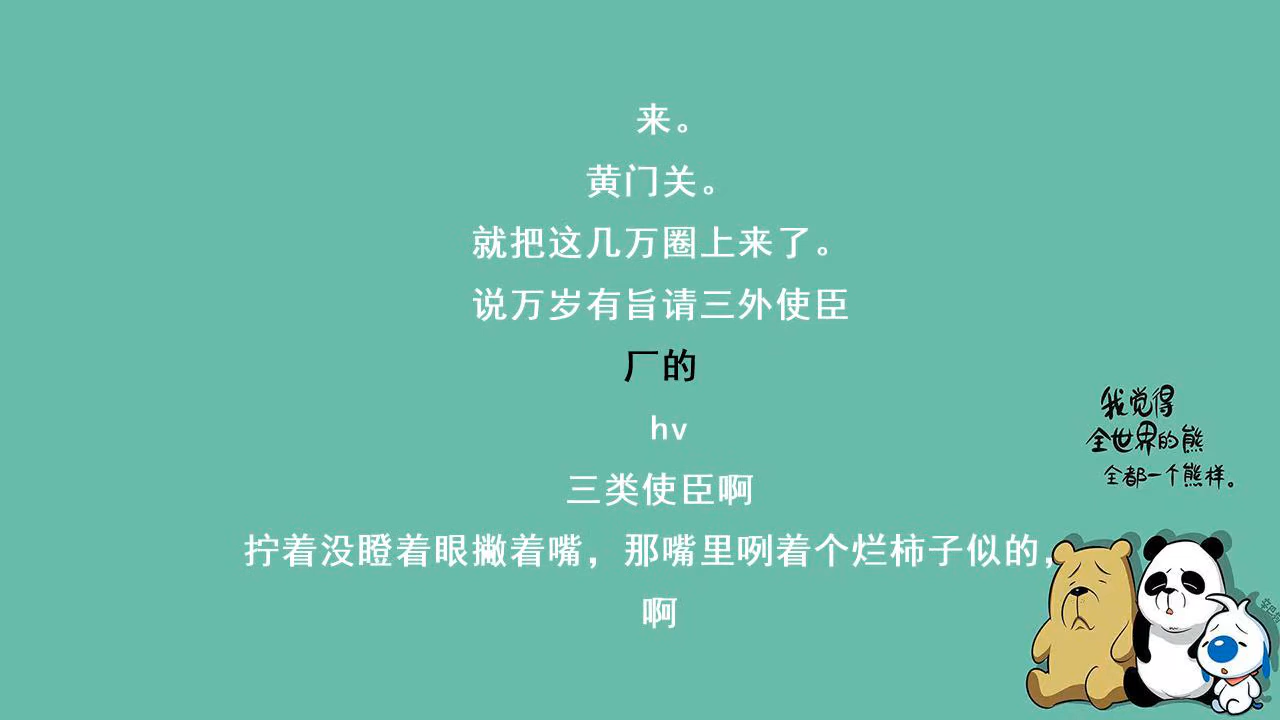 来。
黄门关。
就把这几万圈上来了。
说万岁有旨请三外使臣
厂的
hv
三类使臣啊
拧着没瞪着眼撇着嘴，那嘴里咧着个烂柿子似的，
啊
我觉得
全世界的熊
全都一个熊样。